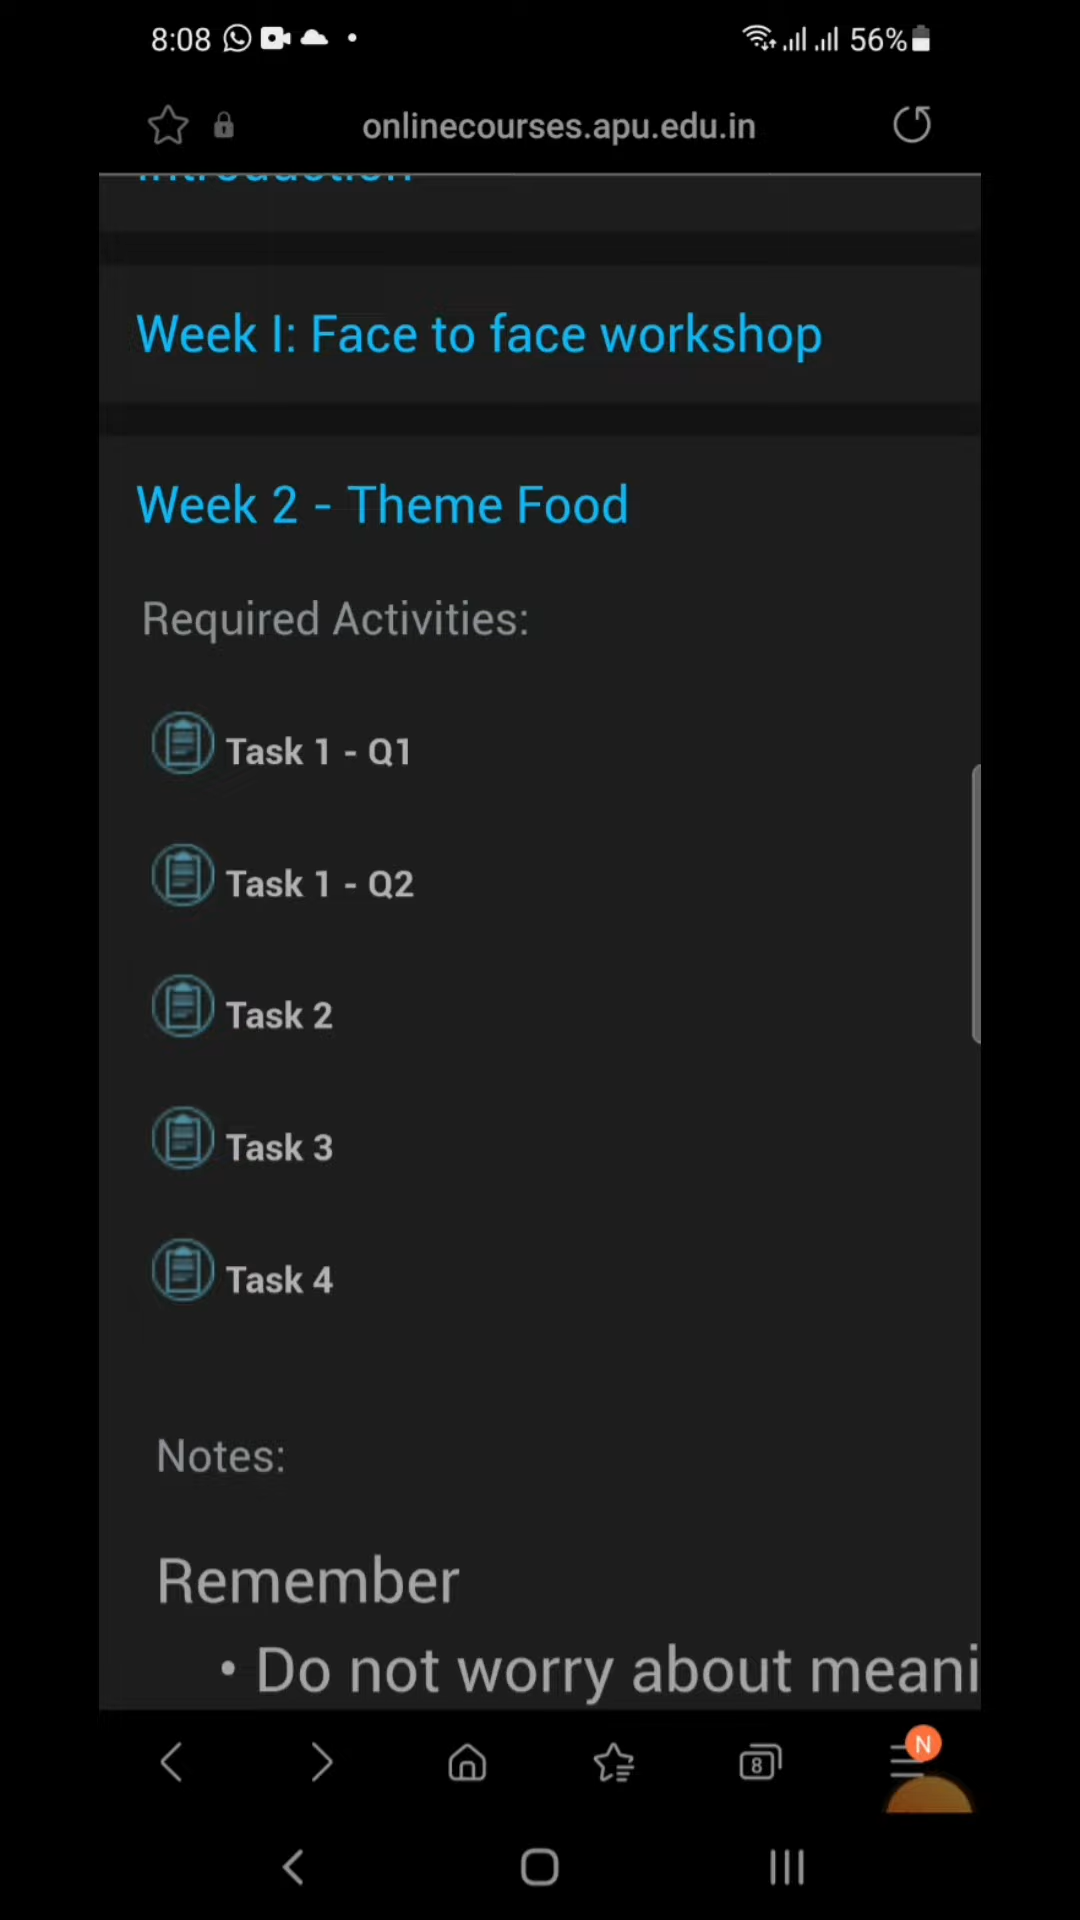 8:08 56%
onlinecourses.apu.edu.in
Introduction
Week I: Face to face workshop
Week 2 - Theme Food
Required Activities:
Task 1 - Q1
Task 1 - Q2
Task 2
Task 3
Task 4
Notes:
Remember
• Do not worry about meani
8 N